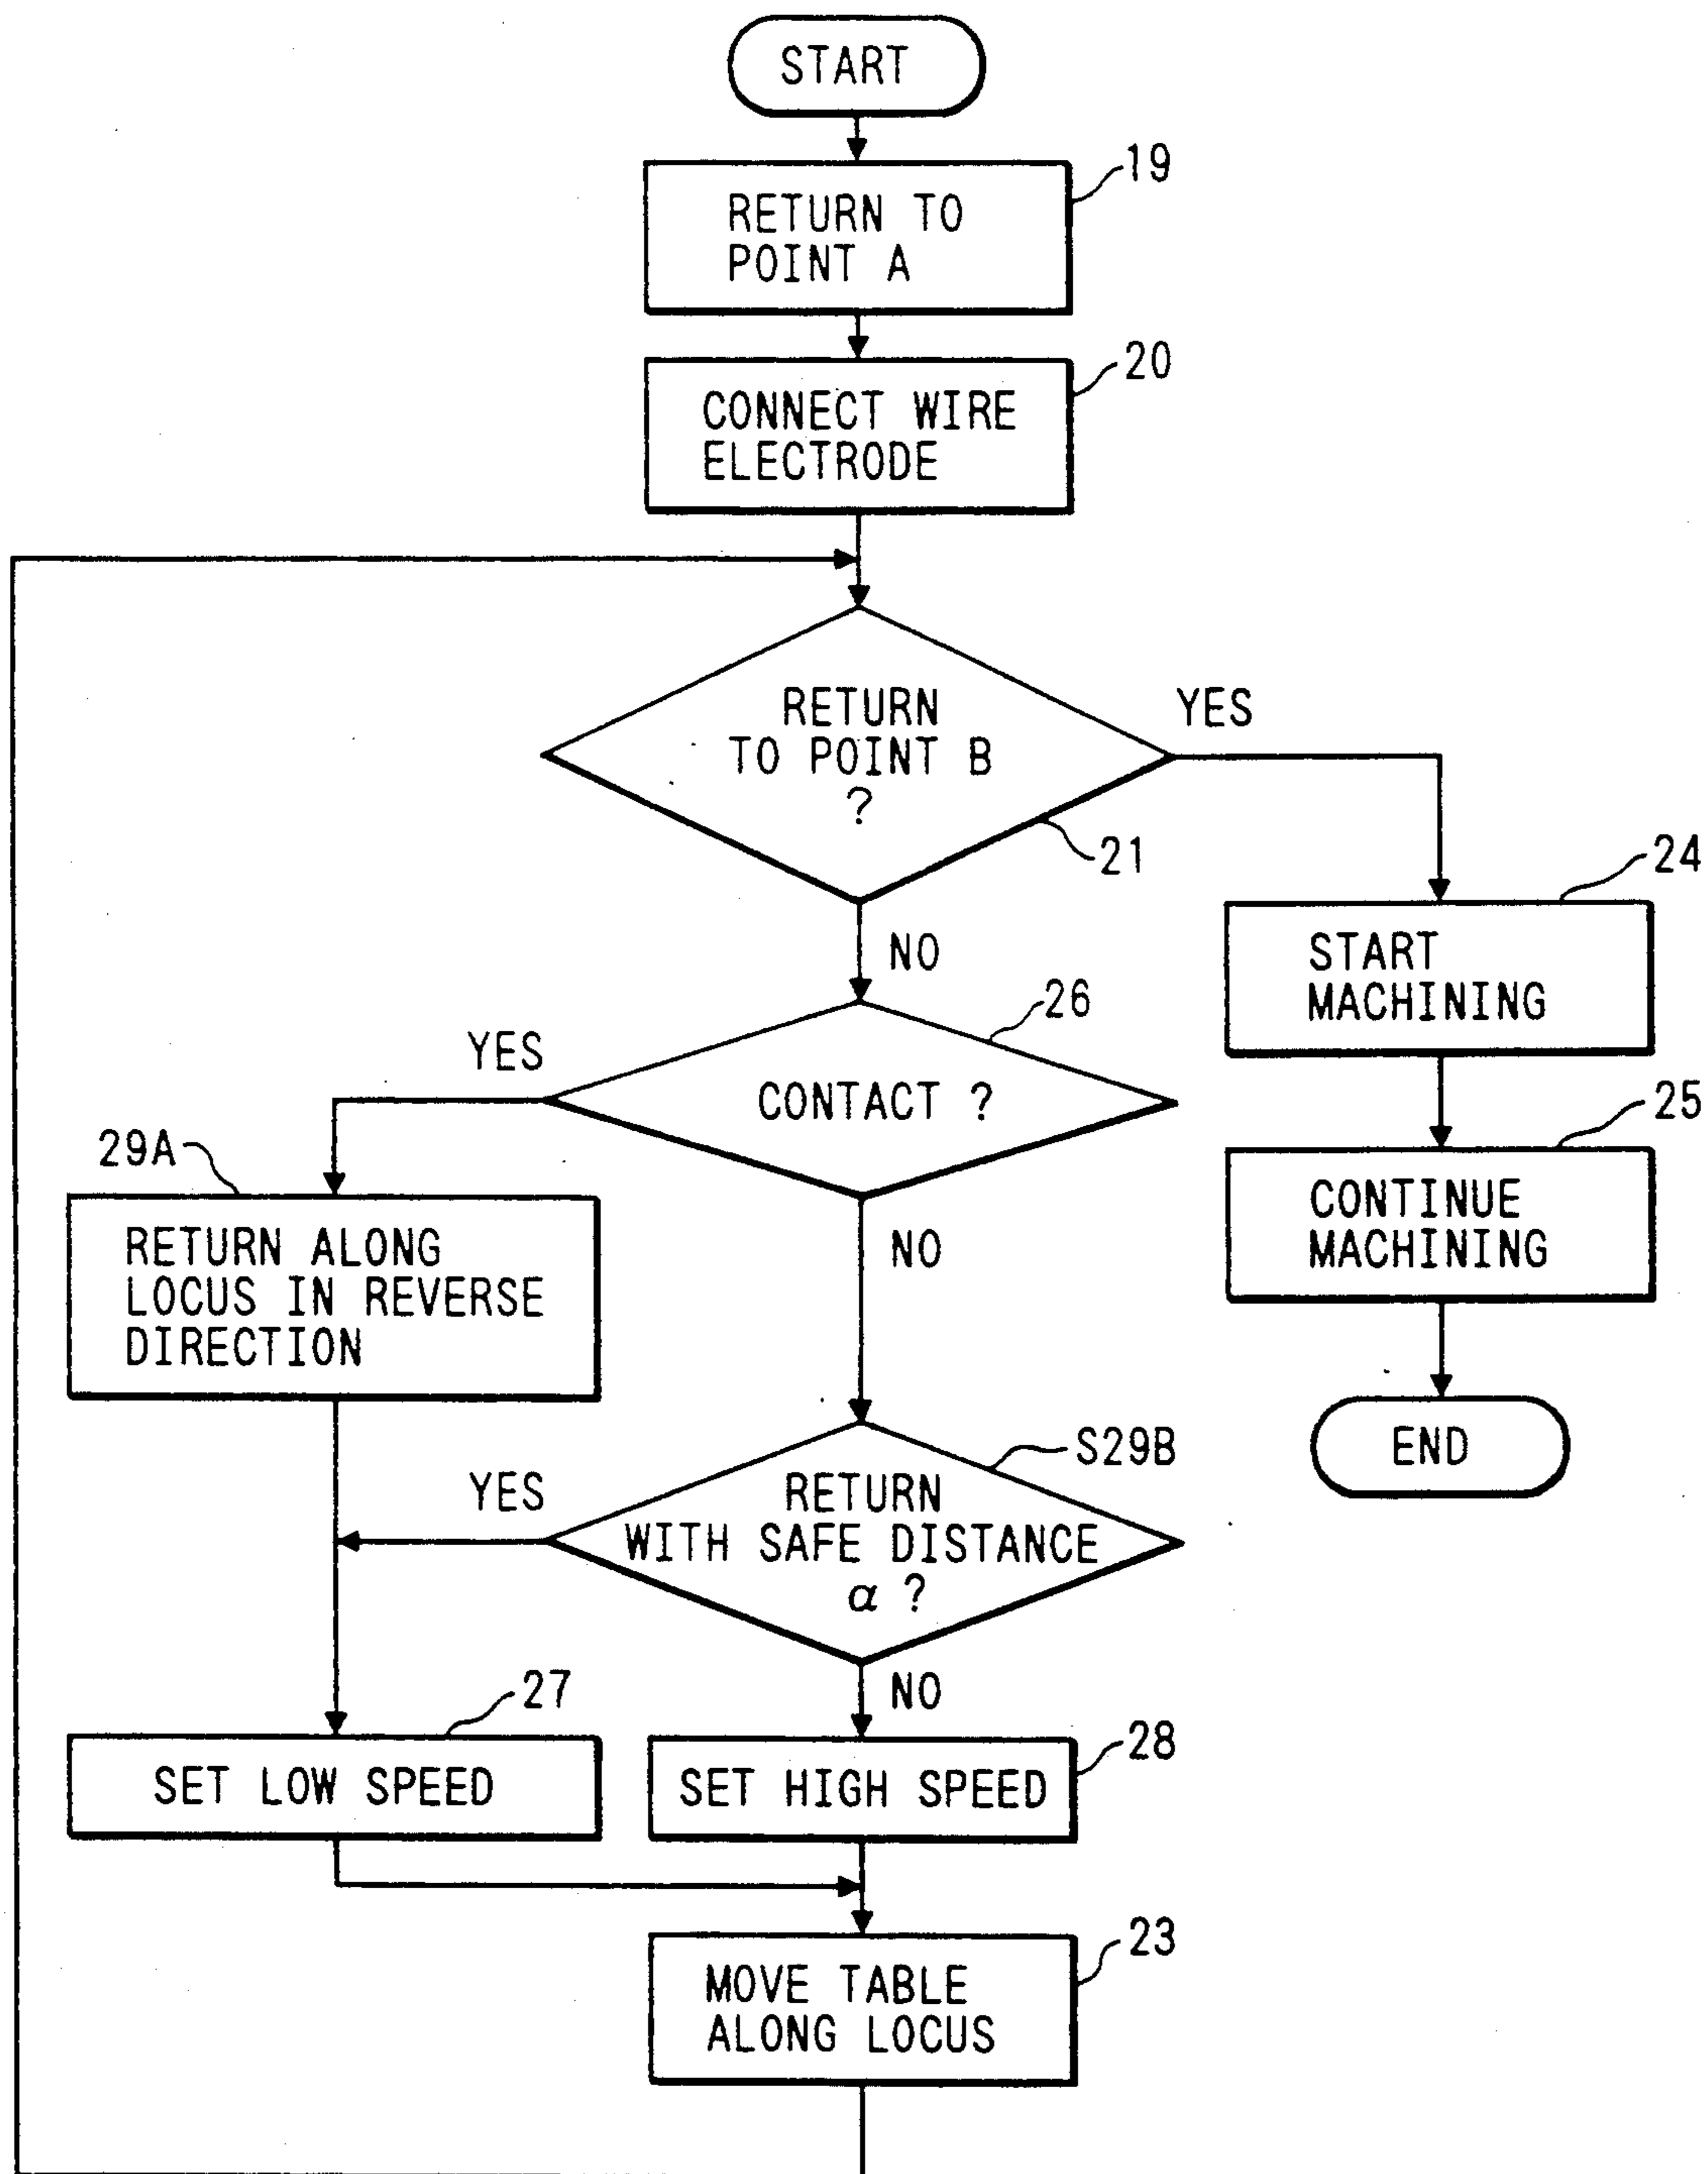 START
19
RETURN TO
POINT A
20
CONNECT WIRE
ELECTRODE
RETURN
TO POINT B
?
YES
21
24
NO
START
MACHINING
26
YES
CONTACT ?
25
29A
CONTINUE
MACHINING
NO
RETURN ALONG
LOCUS IN REVERSE
DIRECTION
S29B
END
YES
RETURN
WITH SAFE DISTANCE
α ?
27
NO
28
SET LOW SPEED
SET HIGH SPEED
23
MOVE TABLE
ALONG LOCUS